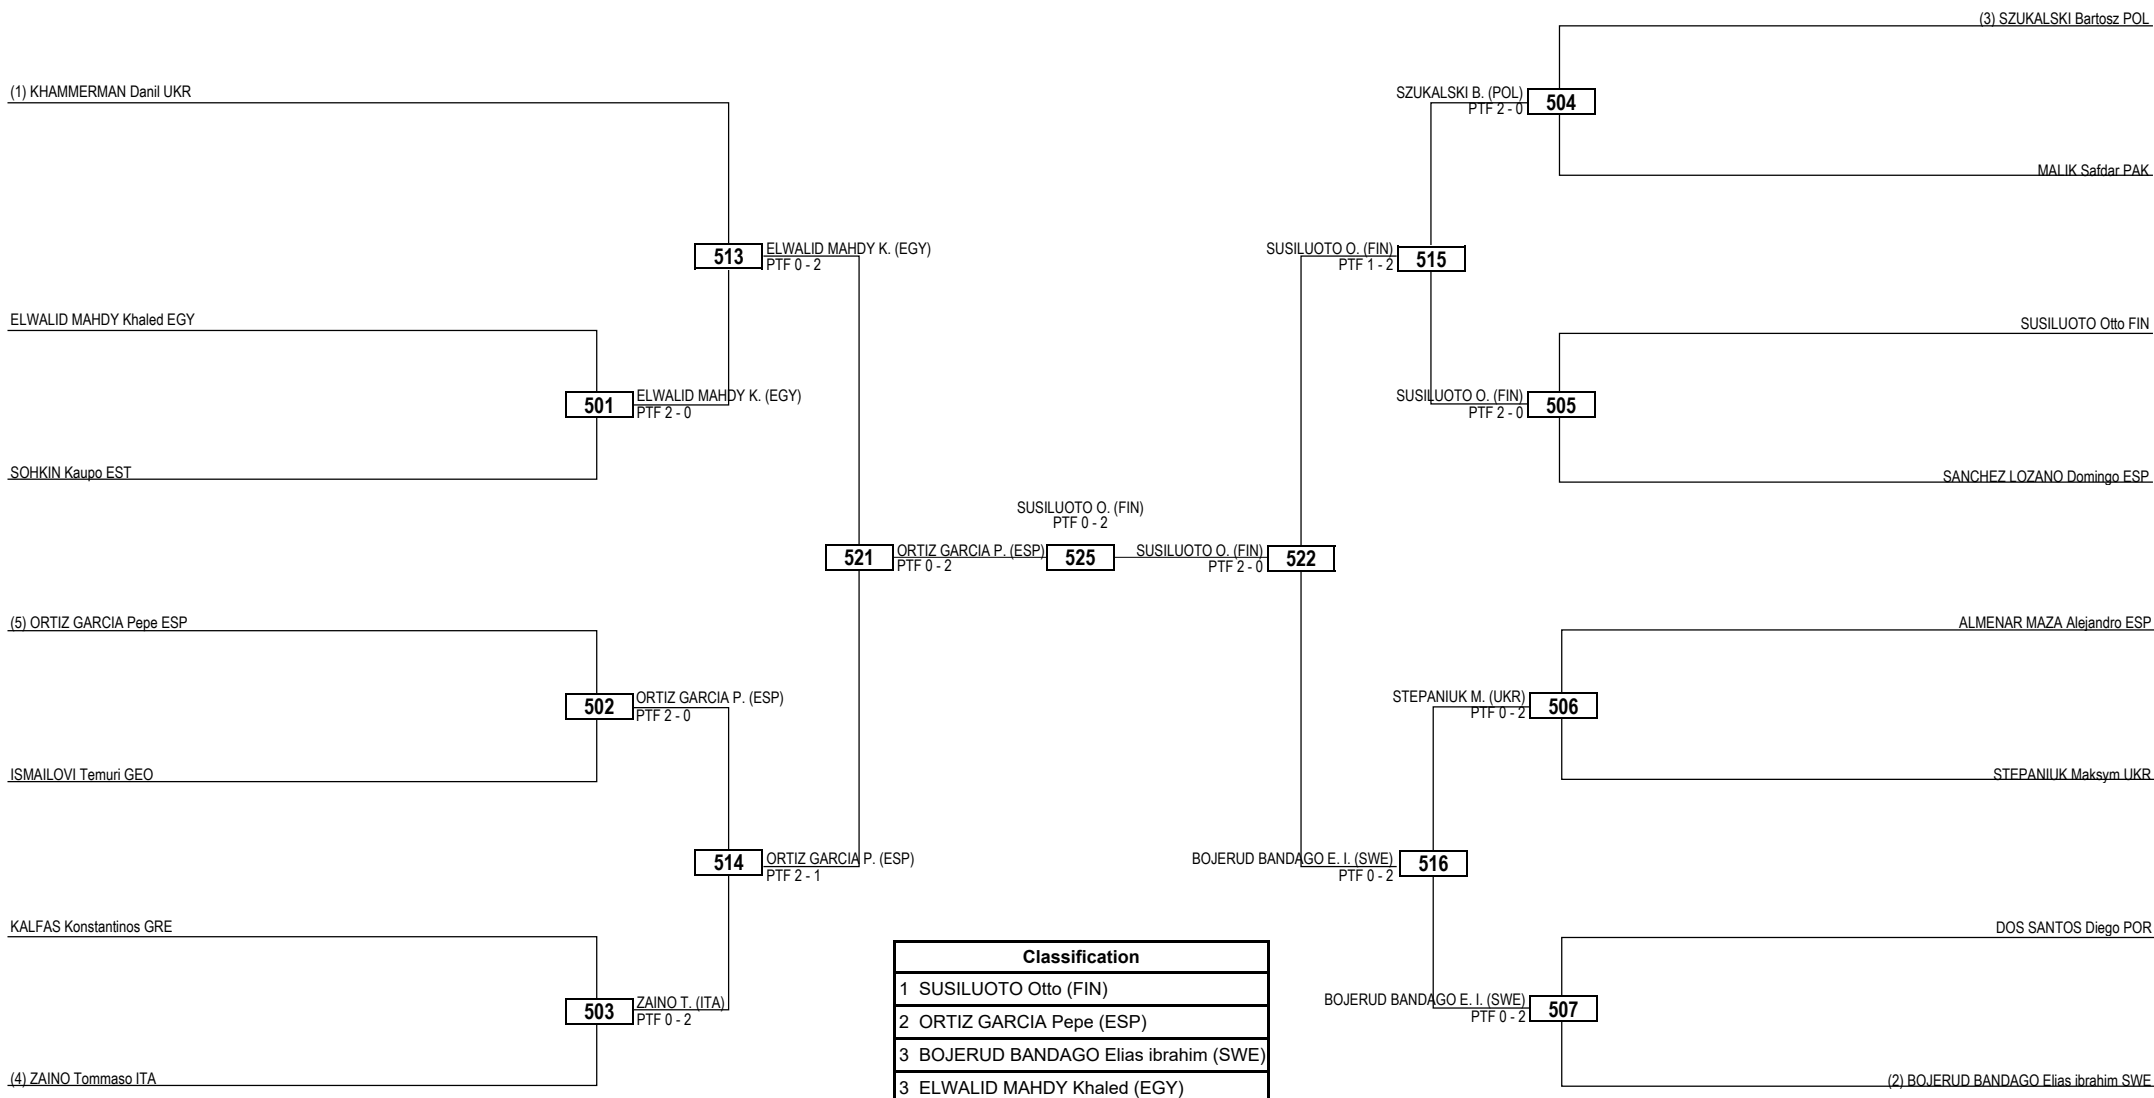 (3) SZUKALSKI Bartosz POL
(1) KHAMMERMAN Danil UKR
SZUKALSKI B. (POL)
PTF 2 - 0
504
MALIK Safdar PAK
513
ELWALID MAHDY K. (EGY)
PTF 0 - 2
SUSILUOTO O. (FIN)
PTF 1 - 2
515
ELWALID MAHDY Khaled EGY
SUSILUOTO Otto FIN
501
ELWALID MAHDY K. (EGY)
PTF 2 - 0
SUSILUOTO O. (FIN)
PTF 2 - 0
505
SOHKIN Kaupo EST
SANCHEZ LOZANO Domingo ESP
SUSILUOTO O. (FIN)
PTF 0 - 2
521
ORTIZ GARCIA P. (ESP)
PTF 0 - 2
525
SUSILUOTO O. (FIN)
PTF 2 - 0
522
(5) ORTIZ GARCIA Pepe ESP
ALMENAR MAZA Alejandro ESP
502
ORTIZ GARCIA P. (ESP)
PTF 2 - 0
STEPANIUK M. (UKR)
PTF 0 - 2
506
ISMAILOVI Temuri GEO
STEPANIUK Maksym UKR
514
ORTIZ GARCIA P. (ESP)
PTF 2 - 1
BOJERUD BANDAGO E. I. (SWE)
PTF 0 - 2
516
KALFAS Konstantinos GRE
DOS SANTOS Diego POR
503
ZAINO T. (ITA)
PTF 0 - 2
BOJERUD BANDAGO E. I. (SWE)
PTF 0 - 2
507
(4) ZAINO Tommaso ITA
(2) BOJERUD BANDAGO Elias ibrahim SWE
Classification
1 SUSILUOTO Otto (FIN)
2 ORTIZ GARCIA Pepe (ESP)
3 BOJERUD BANDAGO Elias ibrahim (SWE)
3 ELWALID MAHDY Khaled (EGY)